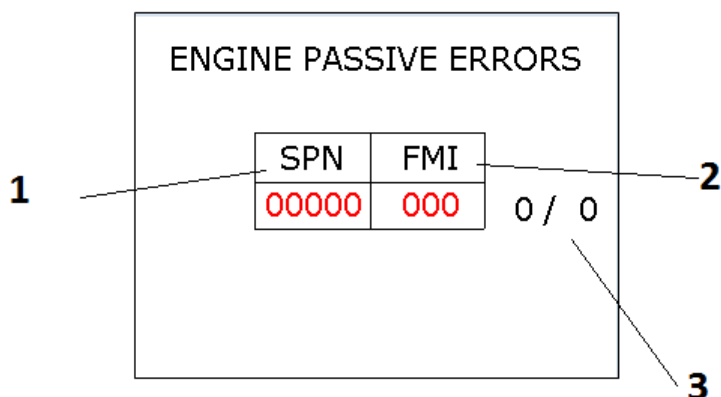 ENGINE PASSIVE ERRORS
SPN FMI
1
2
00000 000 0 / 0
3